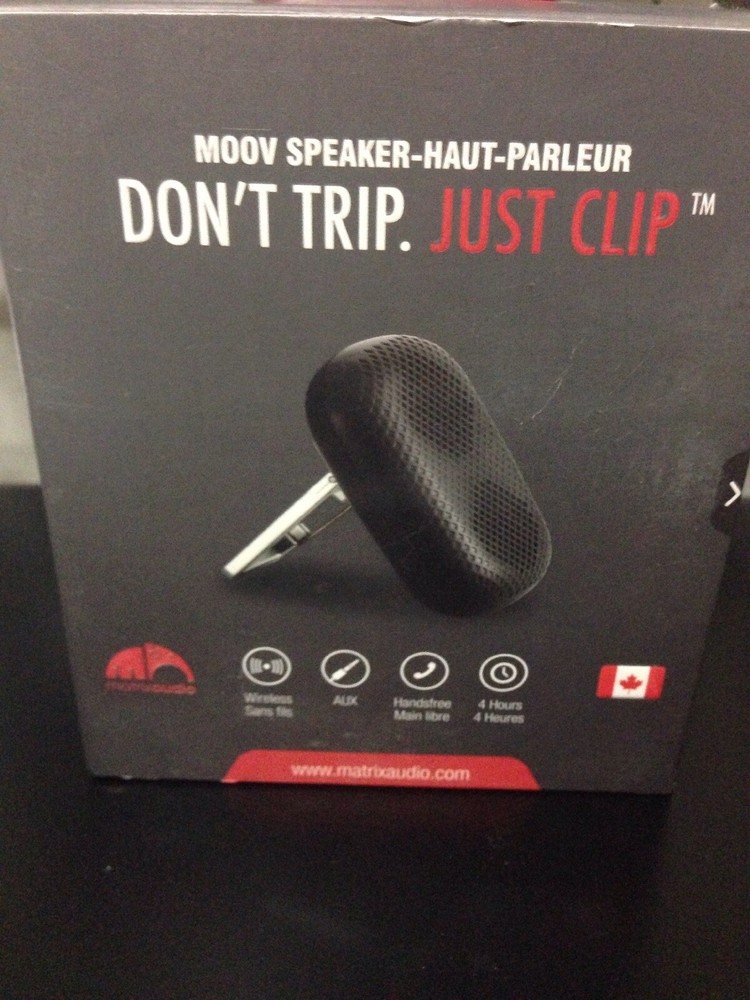 MOOV SPEAKER-HAUT-PARLEUR
DON'T TRIP. JUST CLIP™
matrixaudio
Wireless
Sans fils
AUX
Handsfree
Main libre
4 Hours
4 Heures
www.matrixaudio.com